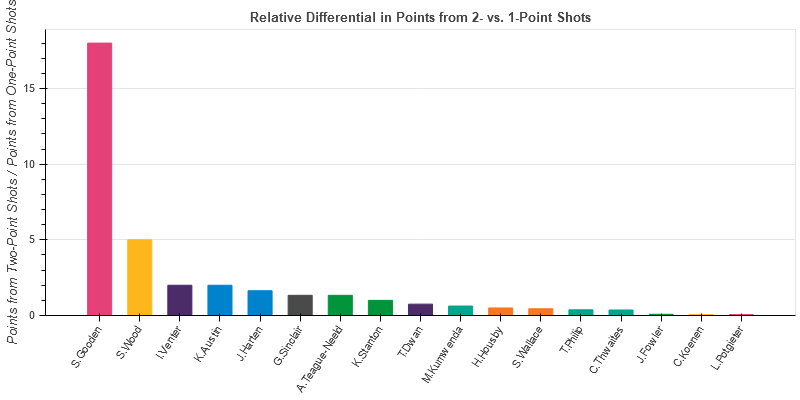 Relative Differential in Points from 2- vs. 1-Point Shots
Points from Two-Point Shots / Points from One-Point Shots
15
10
5
0
S.Gooden
S.Wood
I.Venter
K.Austin
J.Harten
G.Sinclair
A.Teague-Neeld
K.Stanton
T.Dwan
M.Kumwenda
H.Housby
S.Wallace
T.Philip
C.Thwaites
J.Fowler
C.Koenen
L.Potgieter